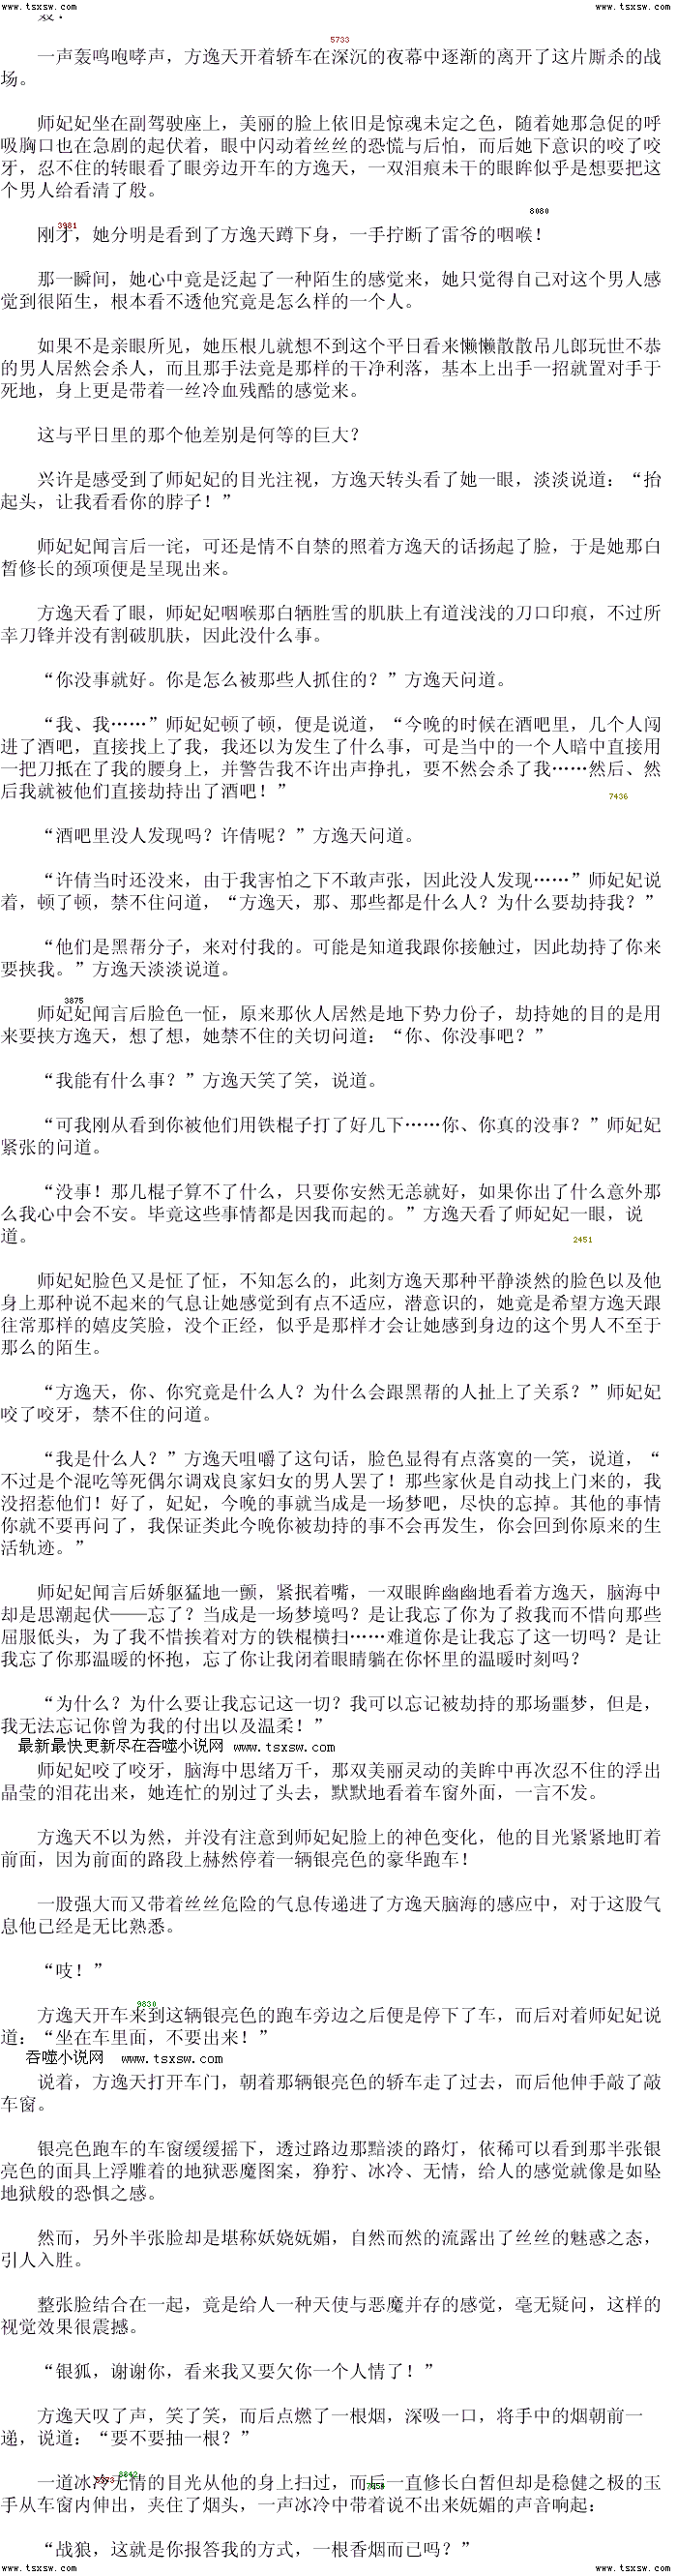 www.tsxsw.com www.tsxsw.com
5733
一声轰鸣咆哮声，方逸天开着轿车在深沉的夜幕中逐渐的离开了这片厮杀的战
场。
师妃妃坐在副驾驶座上，美丽的脸上依旧是惊魂未定之色，随着她那急促的呼
吸胸口也在急剧的起伏着，眼中闪动着丝丝的恐慌与后怕，而后她下意识的咬了咬
牙，忍不住的转眼看了眼旁边开车的方逸天，一双泪痕未干的眼眸似乎是想要把这
个男人给看清了般。
8080
3981
刚才，她分明是看到了方逸天蹲下身，一手拧断了雷爷的咽喉！
那一瞬间，她心中竟是泛起了一种陌生的感觉来，她只觉得自己对这个男人感
觉到很陌生，根本看不透他究竟是怎么样的一个人。
如果不是亲眼所见，她压根儿就想不到这个平日看来懒懒散散吊儿郎玩世不恭
的男人居然会杀人，而且那手法竟是那样的干净利落，基本上出手一招就置对手于
死地，身上更是带着一丝冷血残酷的感觉来。
这与平日里的那个他差别是何等的巨大？
兴许是感受到了师妃妃的目光注视，方逸天转头看了她一眼，淡淡说道：“抬
起头，让我看看你的脖子！”
师妃妃闻言后一诧，可还是情不自禁的照着方逸天的话扬起了脸，于是她那白
皙修长的颈项便是呈现出来。
方逸天看了眼，师妃妃咽喉那白牺胜雪的肌肤上有道浅浅的刀口印痕，不过所
幸刀锋并没有割破肌肤，因此没什么事。
“你没事就好。你是怎么被那些人抓住的？”方逸天问道。
“我、我……”师妃妃顿了顿，便是说道，“今晚的时候在酒吧里，几个人闯
进了酒吧，直接找上了我，我还以为发生了什么事，可是当中的一个人暗中直接用
一把刀抵在了我的腰身上，并警告我不许出声挣扎，要不然会杀了我……然后、然
后我就被他们直接劫持出了酒吧！”
7436
“酒吧里没人发现吗？许倩呢？”方逸天问道。
“许倩当时还没来，由于我害怕之下不敢声张，因此没人发现……”师妃妃说
着，顿了顿，禁不住问道，“方逸天，那、那些都是什么人？为什么要劫持我？”
“他们是黑帮分子，来对付我的。可能是知道我跟你接触过，因此劫持了你来
要挟我。”方逸天淡淡说道。
3875
师妃妃闻言后脸色一怔，原来那伙人居然是地下势力份子，劫持她的目的是用
来要挟方逸天，想了想，她禁不住的关切问道：“你、你没事吧？”
“我能有什么事？”方逸天笑了笑，说道。
“可我刚从看到你被他们用铁棍子打了好几下……你、你真的没事？”师妃妃
紧张的问道。
“没事！那几棍子算不了什么，只要你安然无恙就好，如果你出了什么意外那
么我心中会不安。毕竟这些事情都是因我而起的。”方逸天看了师妃妃一眼，说
道。
2451
师妃妃脸色又是怔了怔，不知怎么的，此刻方逸天那种平静淡然的脸色以及他
身上那种说不起来的气息让她感觉到有点不适应，潜意识的，她竟是希望方逸天跟
往常那样的嬉皮笑脸，没个正经，似乎是那样才会让她感到身边的这个男人不至于
那么的陌生。
“方逸天，你、你究竟是什么人？为什么会跟黑帮的人扯上了关系？”师妃妃
咬了咬牙，禁不住的问道。
“我是什么人？”方逸天咀嚼了这句话，脸色显得有点落寞的一笑，说道，“
不过是个混吃等死偶尔调戏良家妇女的男人罢了！那些家伙是自动找上门来的，我
没招惹他们！好了，妃妃，今晚的事就当成是一场梦吧，尽快的忘掉。其他的事情
你就不要再问了，我保证类此今晚你被劫持的事不会再发生，你会回到你原来的生
活轨迹。”
师妃妃闻言后娇躯猛地一颤，紧抿着嘴，一双眼眸幽幽地看着方逸天，脑海中
却是思潮起伏——忘了？当成是一场梦境吗？是让我忘了你为了救我而不惜向那些
屈服低头，为了我不惜挨着对方的铁棍横扫……难道你是让我忘了这一切吗？是让
我忘了你那温暖的怀抱，忘了你让我闭着眼睛躺在你怀里的温暖时刻吗？
“为什么？为什么要让我忘记这一切？我可以忘记被劫持的那场噩梦，但是，
我无法忘记你曾为我的付出以及温柔！”
最新最快更新尽在吞噬小说网 www.tsxsw.com
师妃妃咬了咬牙，脑海中思绪万千，那双美丽灵动的美眸中再次忍不住的浮出
晶莹的泪花出来，她连忙的别过了头去，默默地看着车窗外面，一言不发。
方逸天不以为然，并没有注意到师妃妃脸上的神色变化，他的目光紧紧地盯着
前面，因为前面的路段上赫然停着一辆银亮色的豪华跑车！
一股强大而又带着丝丝危险的气息传递进了方逸天脑海的感应中，对于这股气
息他已经是无比熟悉。
“吱！”
9830
方逸天开车来到这辆银亮色的跑车旁边之后便是停下了车，而后对着师妃妃说
道：“坐在车里面，不要出来！”
吞噬小说网 www.tsxsw.com
说着，方逸天打开车门，朝着那辆银亮色的轿车走了过去，而后他伸手敲了敲
车窗。
银亮色跑车的车窗缓缓摇下，透过路边那黯淡的路灯，依稀可以看到那半张银
亮色的面具上浮雕着的地狱恶魔图案，狰狞、冰冷、无情，给人的感觉就像是如坠
地狱般的恐惧之感。
然而，另外半张脸却是堪称妖娆妩媚，自然而然的流露出了丝丝的魅惑之态，
引人入胜。
整张脸结合在一起，竟是给人一种天使与恶魔并存的感觉，毫无疑问，这样的
视觉效果很震撼。
“银狐，谢谢你，看来我又要欠你一个人情了！”
方逸天叹了声，笑了笑，而后点燃了一根烟，深吸一口，将手中的烟朝前一
递，说道：“要不要抽一根？”
一道冰冷无情的目光从他的身上扫过，而后一直修长白皙但却是稳健之极的玉
手从车窗内伸出，夹住了烟头，一声冰冷中带着说不出来妩媚的声音响起：
“战狼，这就是你报答我的方式，一根香烟而已吗？”
www.tsxsw.com www.tsxsw.com